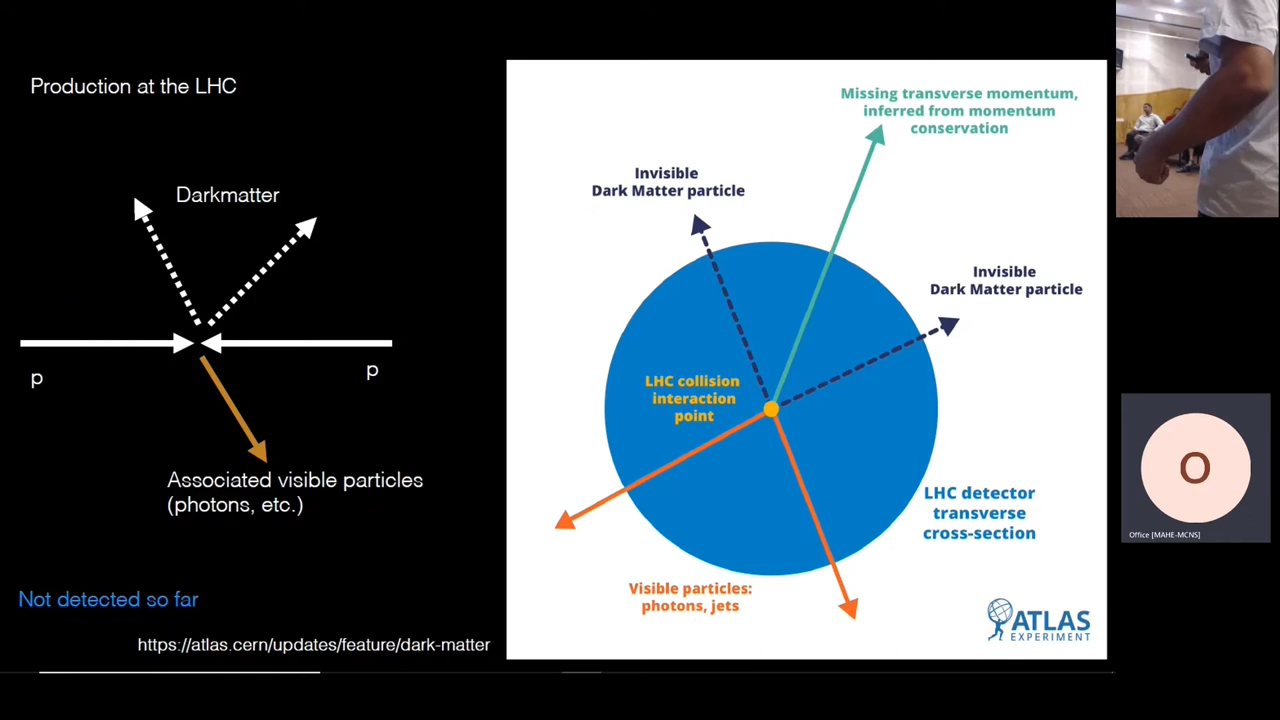 Production at the LHC
Darkmatter
p
p
Associated visible particles
(photons, etc.)
Not detected so far
https://atlas.cern/updates/feature/dark-matter
Missing transverse momentum,
inferred from momentum
conservation
Invisible
Dark Matter particle
Invisible
Dark Matter particle
LHC collision
interaction
point
LHC detector
transverse
cross-section
Visible particles:
photons, jets
ATLAS
EXPERIMENT
O
Office [MAHE-MCNS]